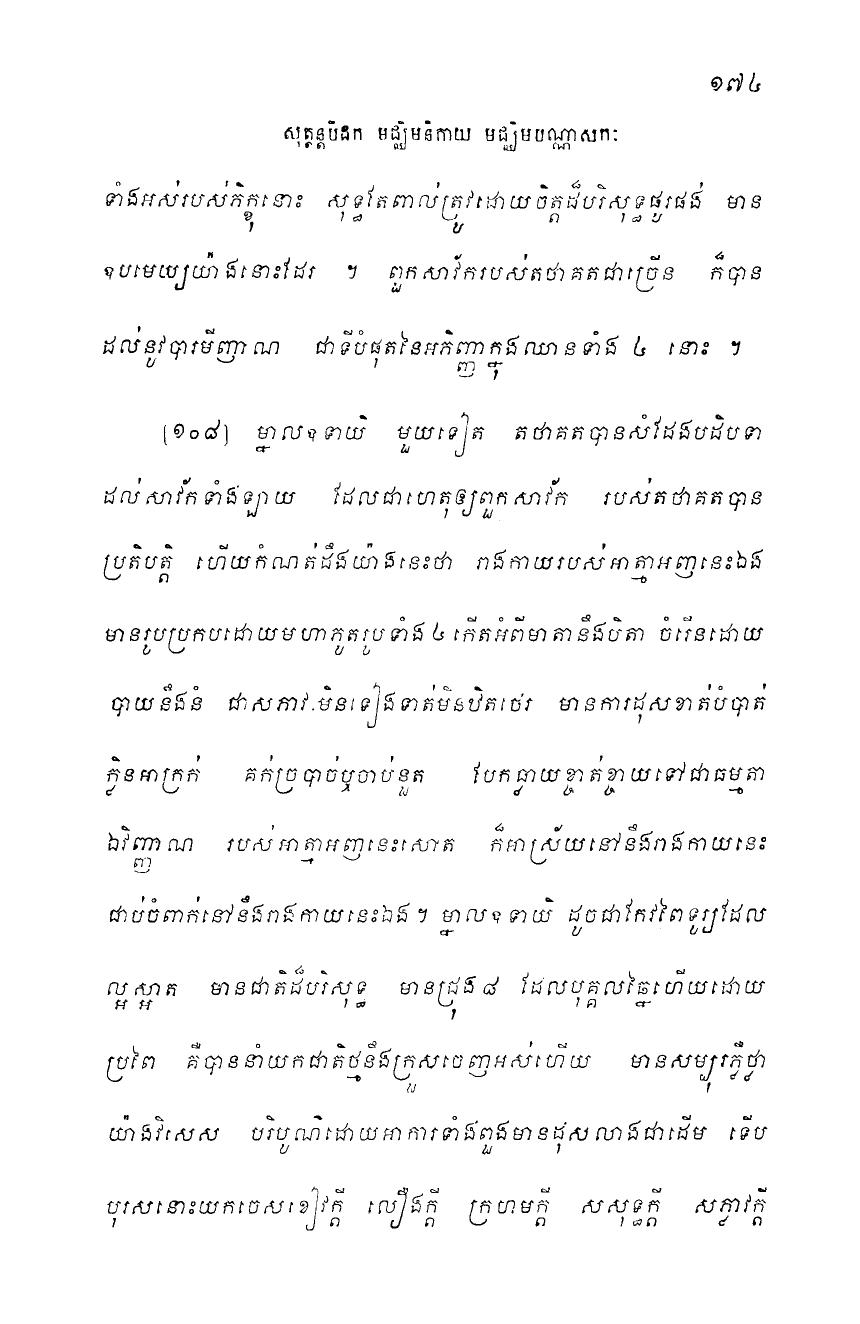 ១៧៤
សុត្តន្តបិដក មជ្ឈិមនិកាយ មជ្ឈិមបណ្ណាសកៈ
ទាំងអស់របស់ភិក្ខុនោះ សុទ្ធតែពាល់ត្រូវដោយចិត្តដ៏បរិសុទ្ធផូរផង់ មាន
ឧបមេយ្យយ៉ាងនោះដែរ ។ ពួកសាវ័ករបស់តថាគតជាច្រើន ក៏បាន
ដល់នូវបារមីញាណ ជាទីបំផុតនៃអភិញ្ញាក្នុងឈានទាំង ៤ នោះ ។
[១០៨] ម្នាលឧទាយិ មួយទៀត តថាគតបានសំដែងបដិបទា
ដល់សាវ័កទាំងឡាយ ដែលជាហេតុឲ្យពួកសាវ័ក របស់តថាគតបាន
ប្រតិបត្តិ ហើយកំណត់ដឹងយ៉ាងនេះថា រាងកាយរបស់អាត្មាអញនេះឯង
មានរូបប្រកបដោយមហាភូតរូបទាំង៤ កើតអំពីមាតានឹងបិតា ចំរើនដោយ
បាយនឹងនំ ជាសភាវៈមិនទៀងទាត់មិនឋិតថេរ មានការដុសខាត់បំបាត់
ក្លិនអាក្រក់ គក់ច្របាច់ឬចាប់នួត បែកធ្លាយខ្ចាត់ខ្ចាយទៅជាធម្មតា
ឯវិញ្ញាណ របស់អាត្មាអញនេះសោត ក៏អាស្រ័យនៅនឹងរាងកាយនេះ
ជាប់ចំពាក់នៅនឹងរាងកាយនេះឯង។ ម្នាលឧទាយិ ដូចជាកែវពៃទូរ្យដែល
ល្អស្អាត មានជាតិដ៏បរិសុទ្ធ មានជ្រុង៨ ដែលបុគ្គលឆ្នៃហើយដោយ
ប្រពៃ គឺបាននាំយកជាតិថ្មនឹងក្រួសចេញអស់ហើយ មានសម្បុរភ្លឺថ្លា
យ៉ាងវិសេស បរិបូណ៌ដោយអាការទាំងពួងមានដុសលាងជាដើម ទើប
បុរសនោះយកចេសខៀវក្តី លឿងក្តី ក្រហមក្តី សសុទ្ធក្តី សភ្លាវក្តី